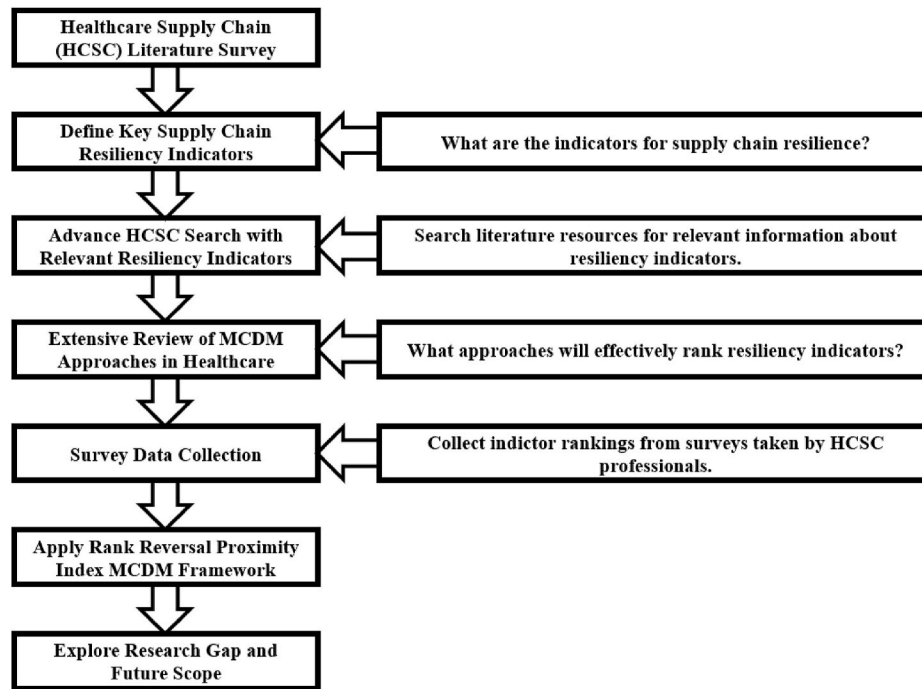 Healthcare Supply Chain
(HCSC) Literature Survey
Define Key Supply Chain
Resiliency Indicators
What are the indicators for supply chain resilience?
Advance HCSC Search with
Relevant Resiliency Indicators
Search literature resources for relevant information about
resiliency indicators.
Extensive Review of MCDM
Approaches in Healthcare
What approaches will effectively rank resiliency indicators?
Survey Data Collection
Collect indictor rankings from surveys taken by HCSC
professionals.
Apply Rank Reversal Proximity
Index MCDM Framework
Explore Research Gap and
Future Scope